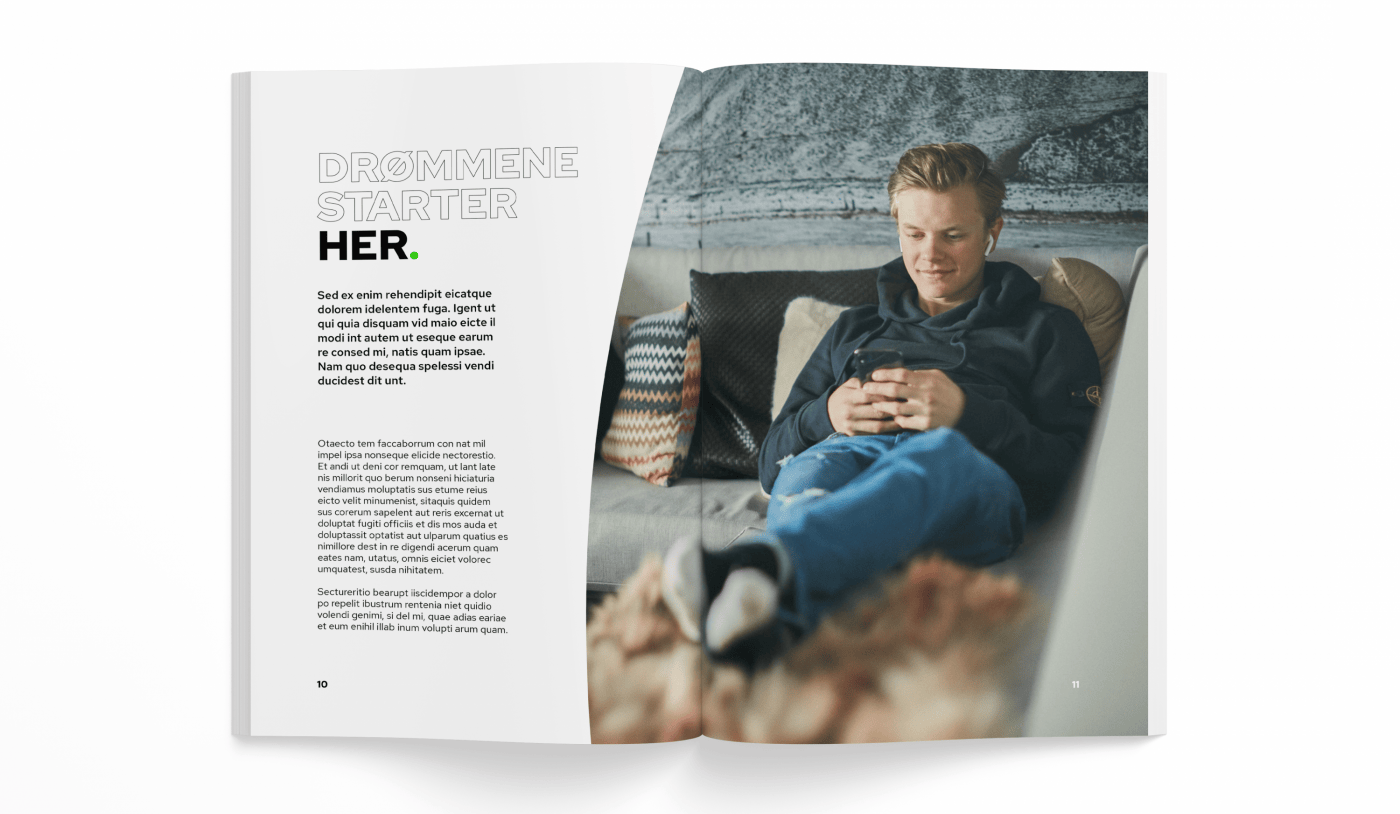 DRØMMENE
STARTER
HER.
Sed ex enim rehendipit eicatque
dolorem idelentem fuga. Igent ut
qui quia disquam vid maio eicte il
modi int autem ut eseque earum
re consed mi, natis quam ipsae.
Nam quo desequa spelessi vendi
ducidest dit unt.
Otaecto tem faccaborrum con nat mil
impel ipsa nonseque elicide nectorestio.
Et andi ut deni cor remquam, ut lant late
nis millorit quo berum nonseni hiciaturia
vendiamus moluptatis sus etume reius
eicto velit minumenist, sitaquis quidem
sus corerum sapelent aut reris excernat ut
doluptat fugiti officiis et dis mos auda et
doluptassit optatist aut ulparum quatius es
nimillore dest in re digendi acerum quam
eates nam, utatus, omnis eiciet volorec
umquatest, susda nihitatem.
Sectureritio bearupt iiscidempor a dolor
po repelit ibustrum rentenia niet quidio
volendi genimi, si del mi, quae adias eariae
et eum enihil illab inum volupti arum quam.
10
11